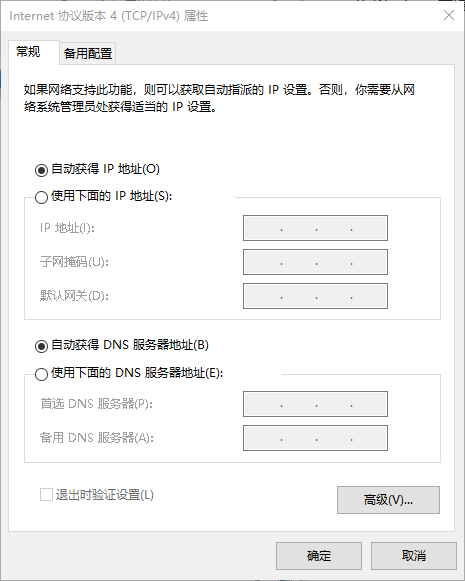 Internet 协议版本 4 (TCP/IPv4) 属性
常规
备用配置
如果网络支持此功能，则可以获取自动指派的 IP 设置。否则，你需要从网
络系统管理员处获得适当的 IP 设置。
自动获得 IP 地址(O)
使用下面的 IP 地址(S):
IP 地址(I):
子网掩码(U):
默认网关(D):
自动获得 DNS 服务器地址(B)
使用下面的 DNS 服务器地址(E):
首选 DNS 服务器(P):
备用 DNS 服务器(A):
退出时验证设置(L)
高级(V)...
确定
取消